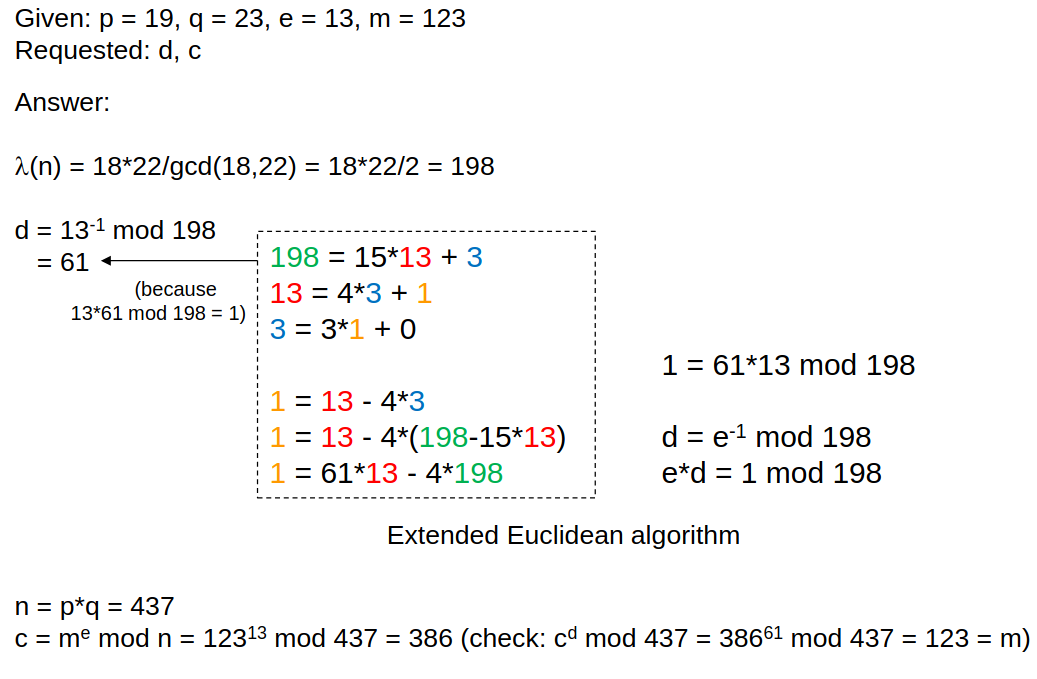 Given: p = 19, q = 23, e = 13, m = 123
Requested: d, c
Answer:
λ(n) = 18*22/gcd(18,22) = 18*22/2 = 198
d = 13⁻¹ mod 198
= 61
(because
13*61 mod 198 = 1)
198 = 15*13 + 3
13 = 4*3 + 1
3 = 3*1 + 0
1 = 13 - 4*3
1 = 13 - 4*(198-15*13)
1 = 61*13 - 4*198
1 = 61*13 mod 198
d = e⁻¹ mod 198
e*d = 1 mod 198
Extended Euclidean algorithm
n = p*q = 437
c = mᵉ mod n = 123¹³ mod 437 = 386 (check: cᵈ mod 437 = 386⁶¹ mod 437 = 123 = m)